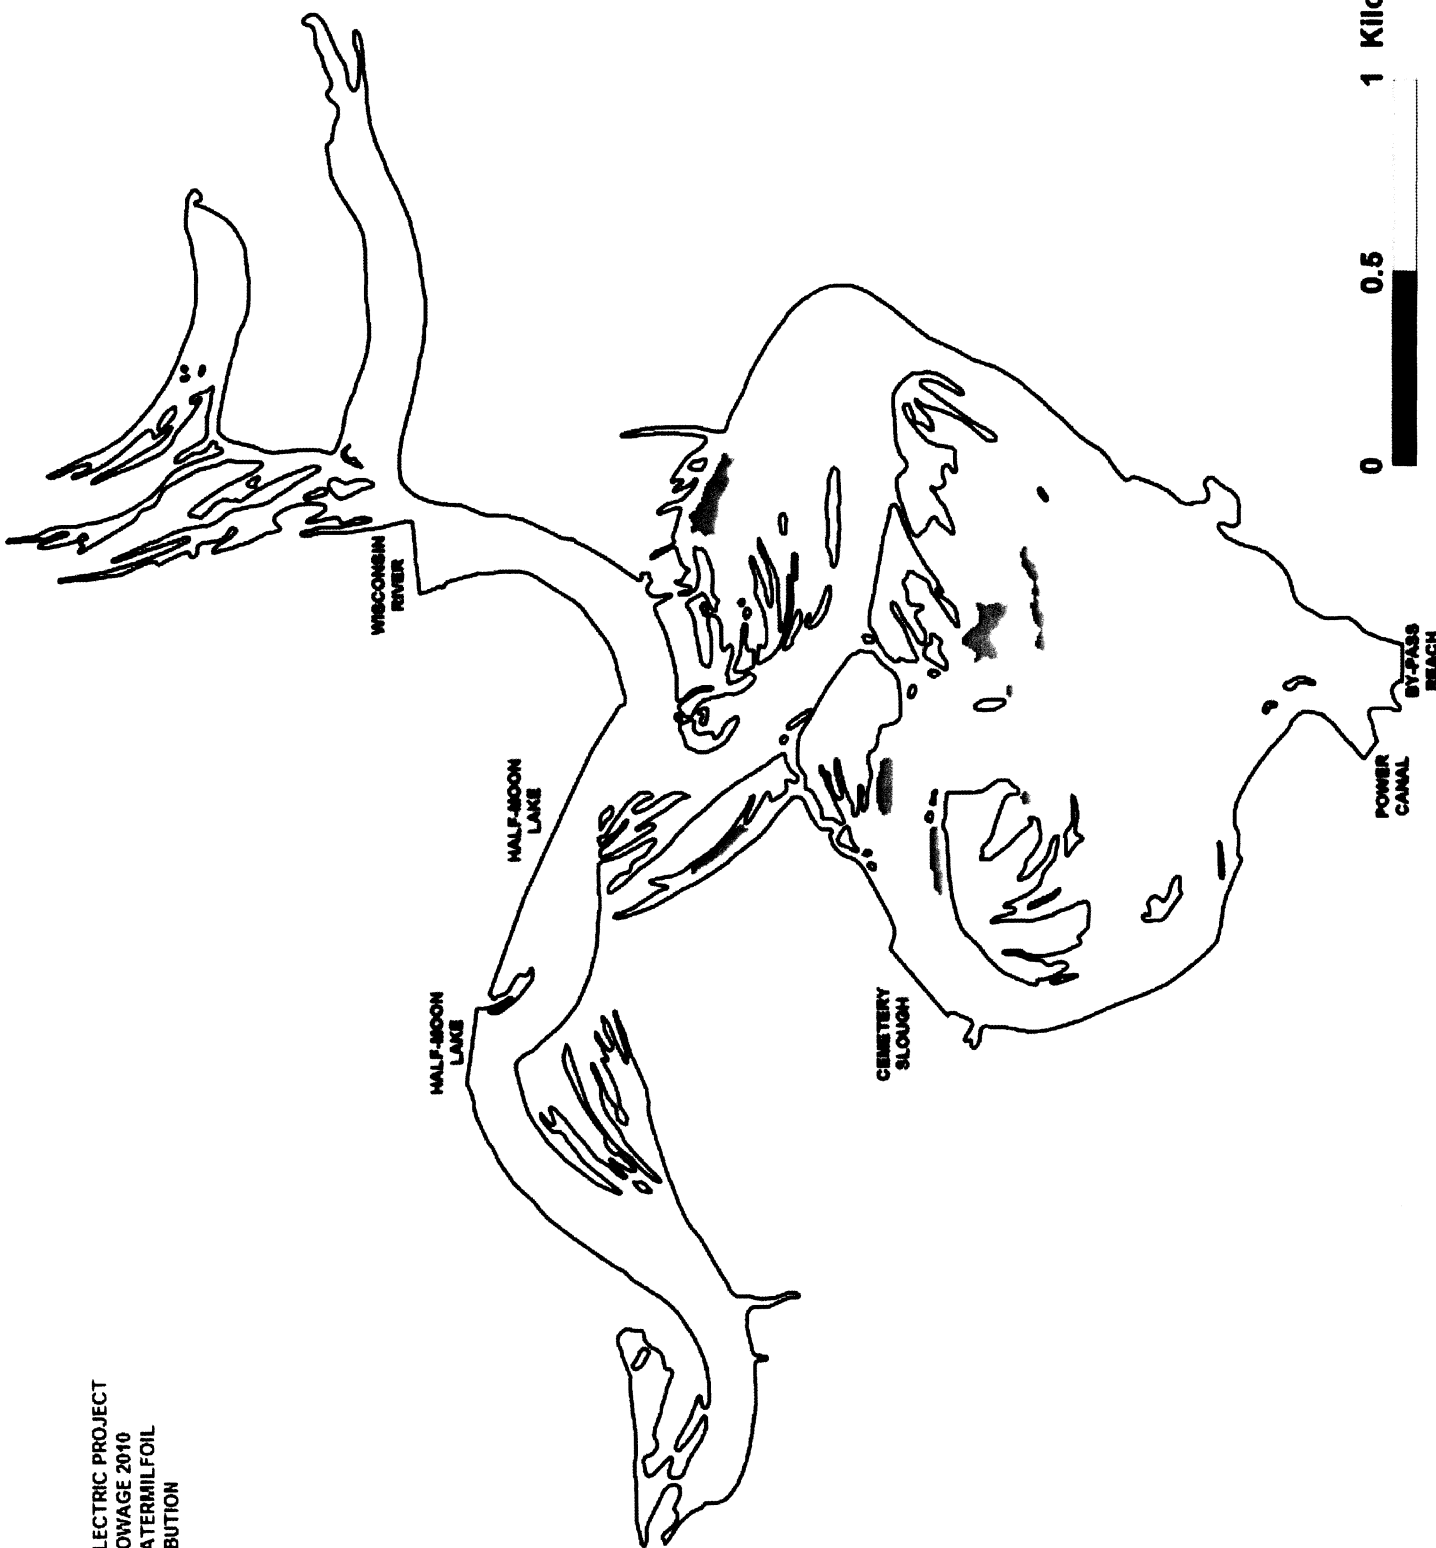 LECTRIC PROJECT
OWAGE 2010
ATERMILFOIL
BUTION
WISCONSIN
RIVER
HALF-MOON
LAKE
HALF-MOON
LAKE
CEMETERY
SLOUGH
POWER
CANAL
BY-PASS
REACH
0 0.5 1 Kilo